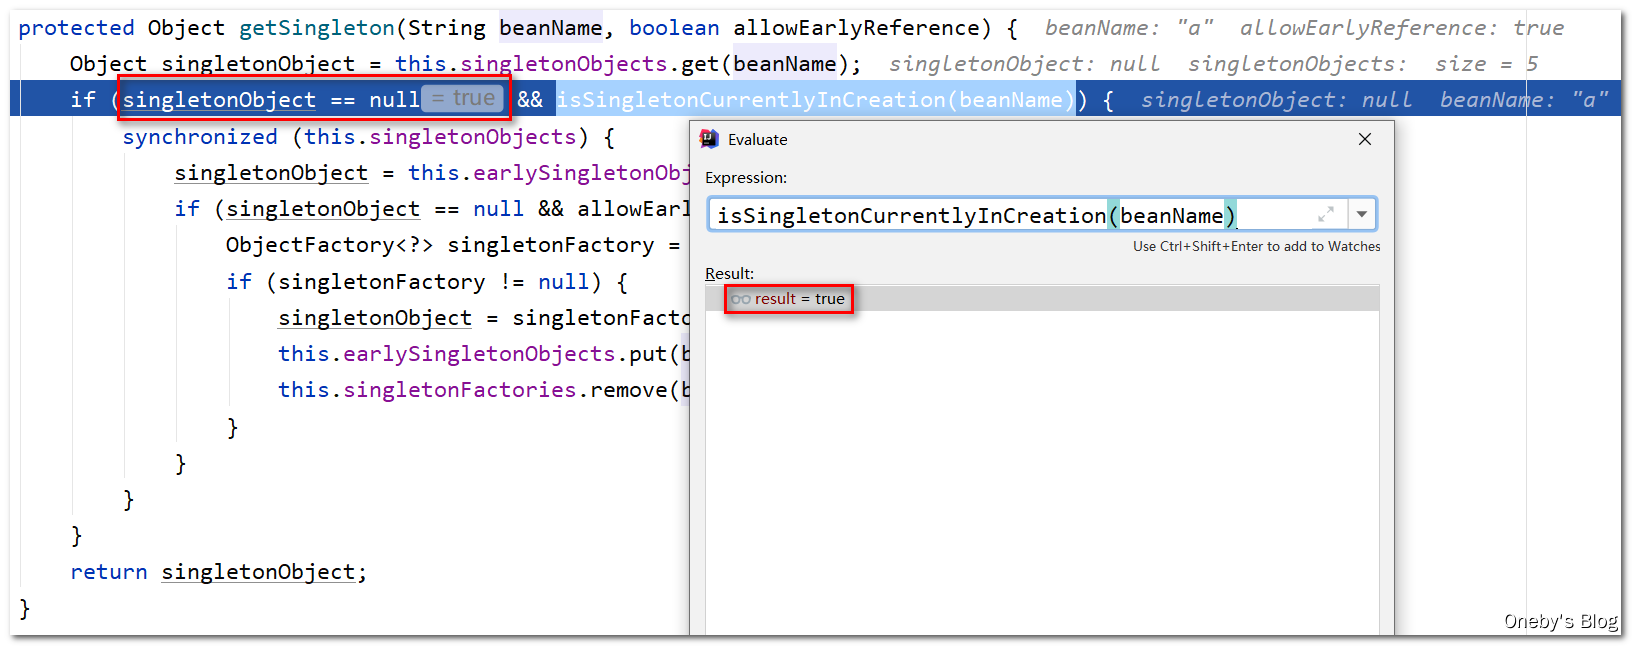 protected Object getSingleton(String beanName, boolean allowEarlyReference) {  beanName: "a"  allowEarlyReference: true
Object singletonObject = this.singletonObjects.get(beanName);  singletonObject: null  singletonObjects:  size = 5
if (singletonObject == null = true && isSingletonCurrentlyInCreation(beanName)) {  singletonObject: null  beanName: "a"
synchronized (this.singletonObjects) {
singletonObject = this.earlySingletonObj
if (singletonObject == null && allowEarl
ObjectFactory<?> singletonFactory =
if (singletonFactory != null) {
singletonObject = singletonFacto
this.earlySingletonObjects.put(b
this.singletonFactories.remove(b
}
}
}
}
return singletonObject;
}
Evaluate
Expression:
isSingletonCurrentlyInCreation(beanName)
Use Ctrl+Shift+Enter to add to Watches
Result:
result = true
Oneby's Blog